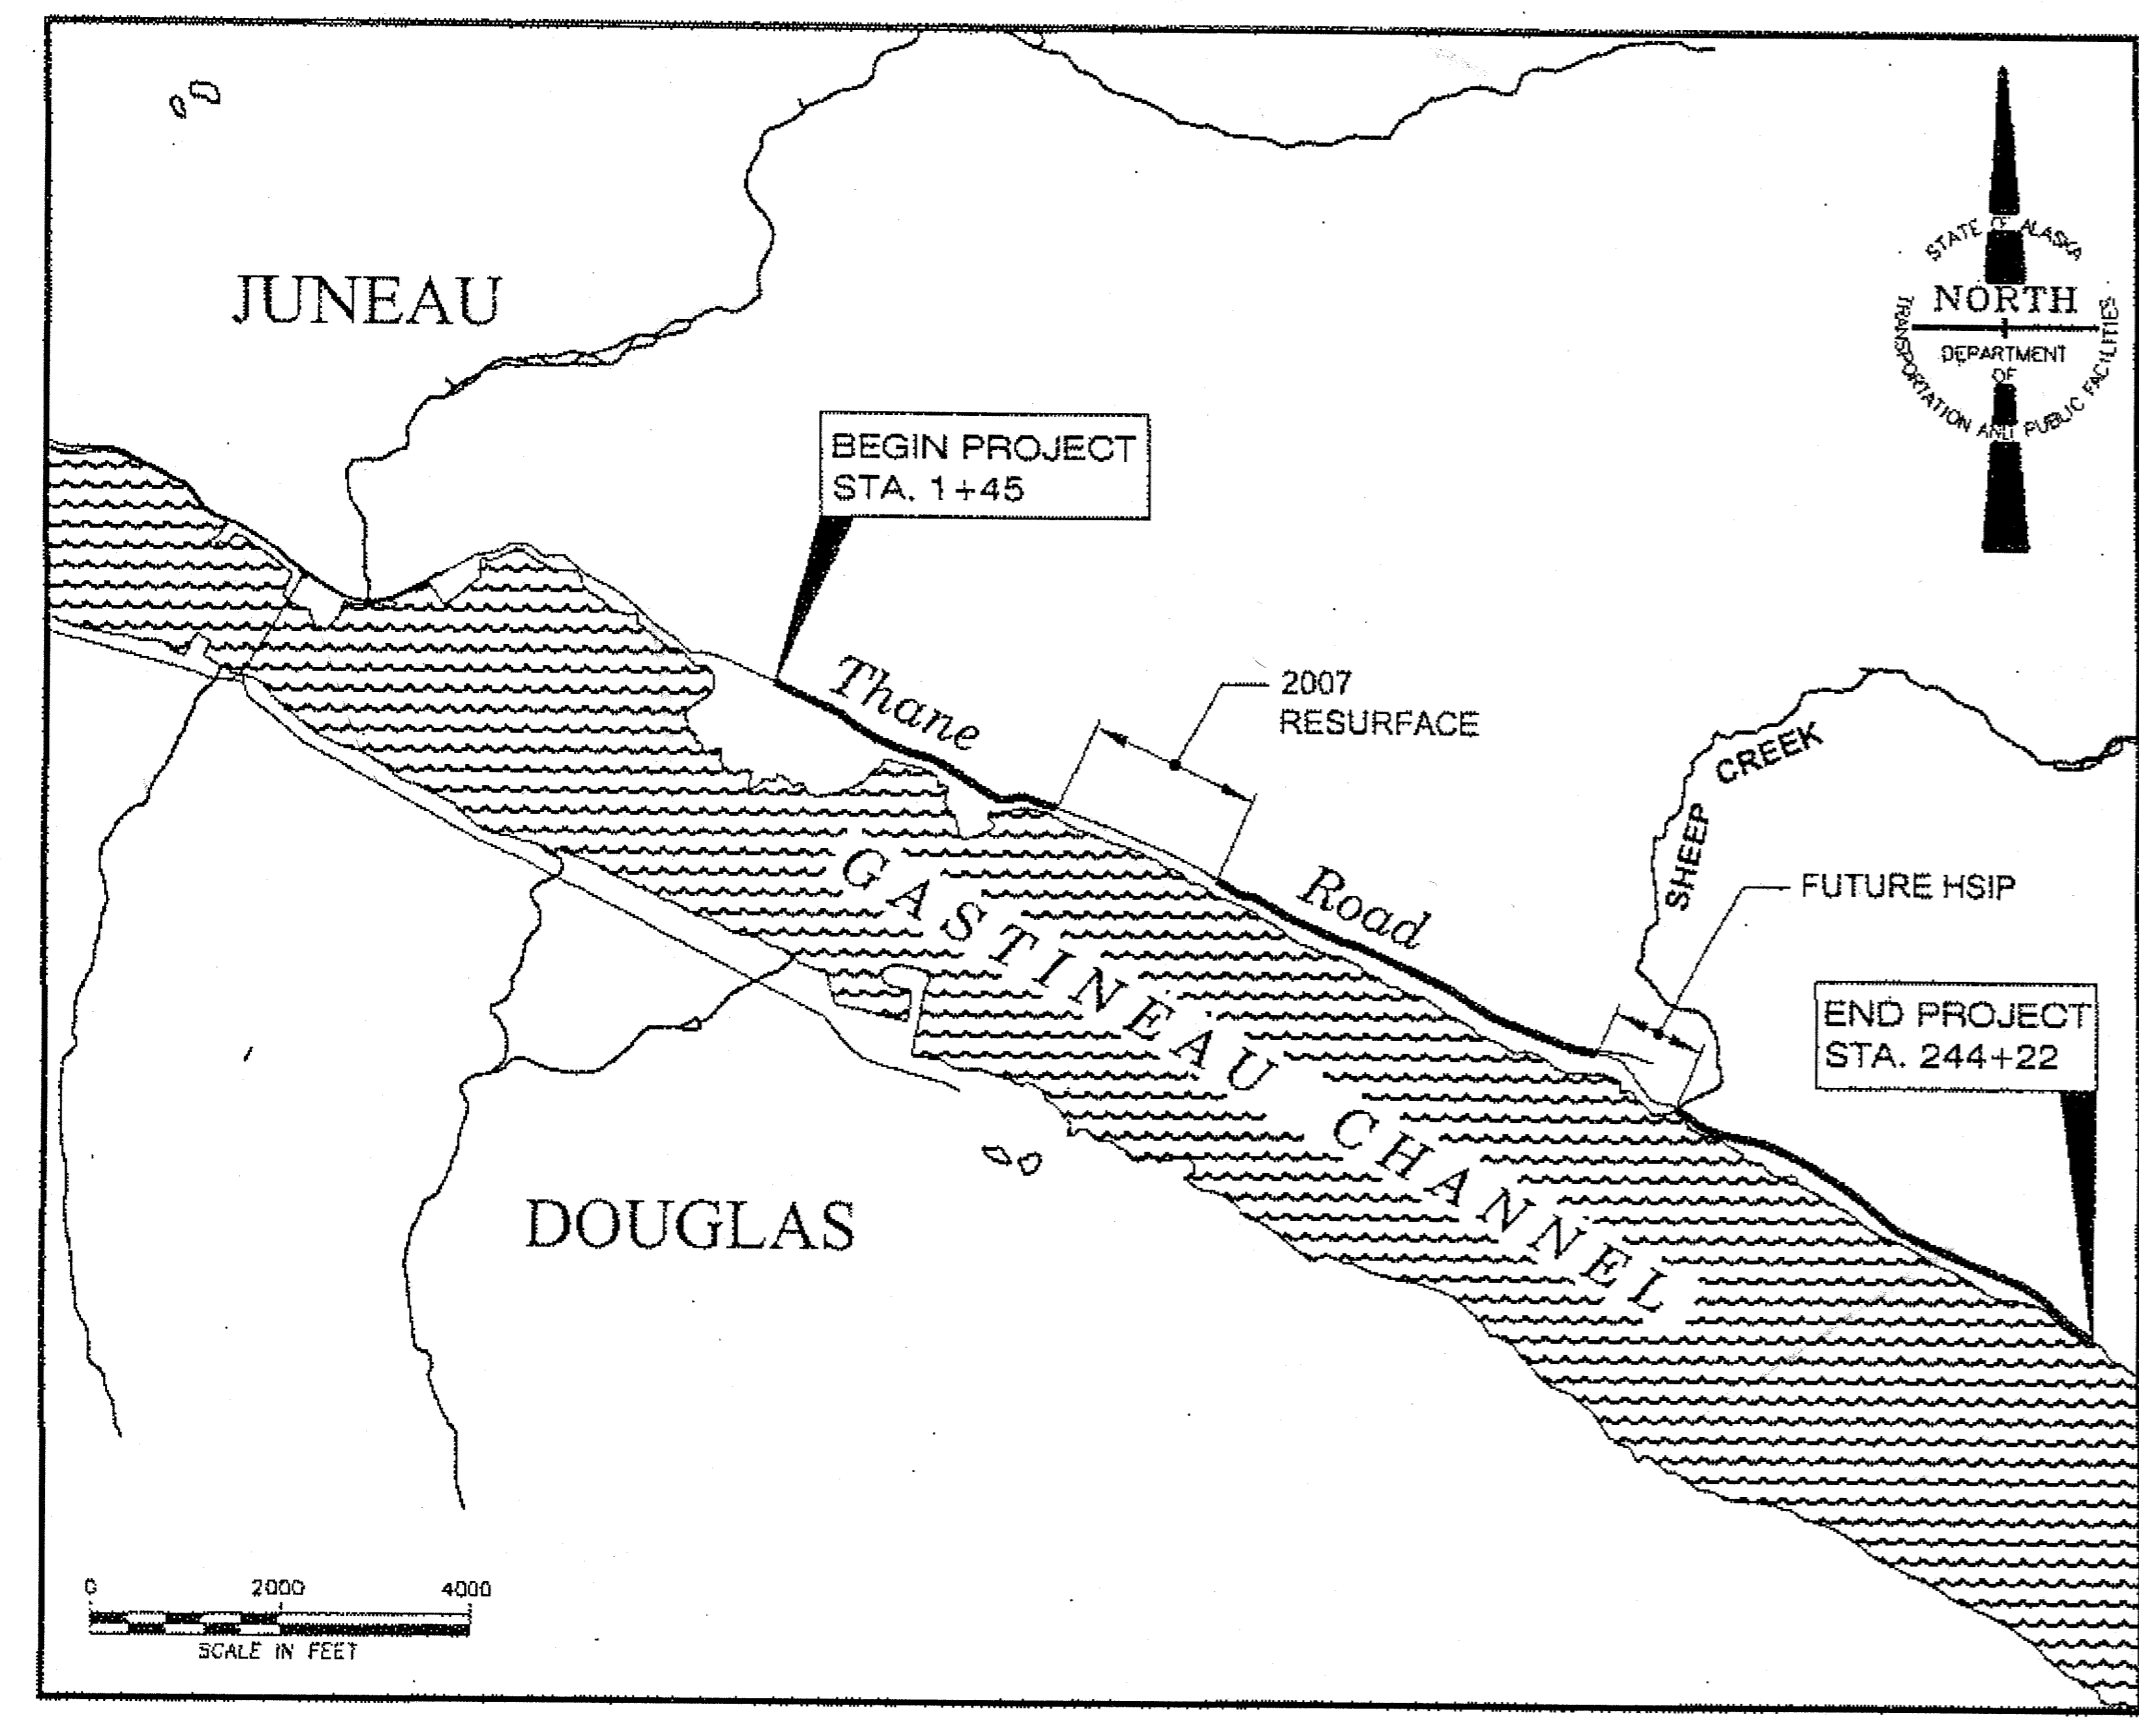 STATE OF ALASKA
NORTH
DEPARTMENT
OF
TRANSPORTATION AND PUBLIC FACILITIES
JUNEAU
BEGIN PROJECT
STA. 1+45
Thane Road
2007
RESURFACE
SHEEP CREEK
FUTURE HSIP
END PROJECT
STA. 244+22
GASTINEAU CHANNEL
DOUGLAS
0 2000 4000
SCALE IN FEET